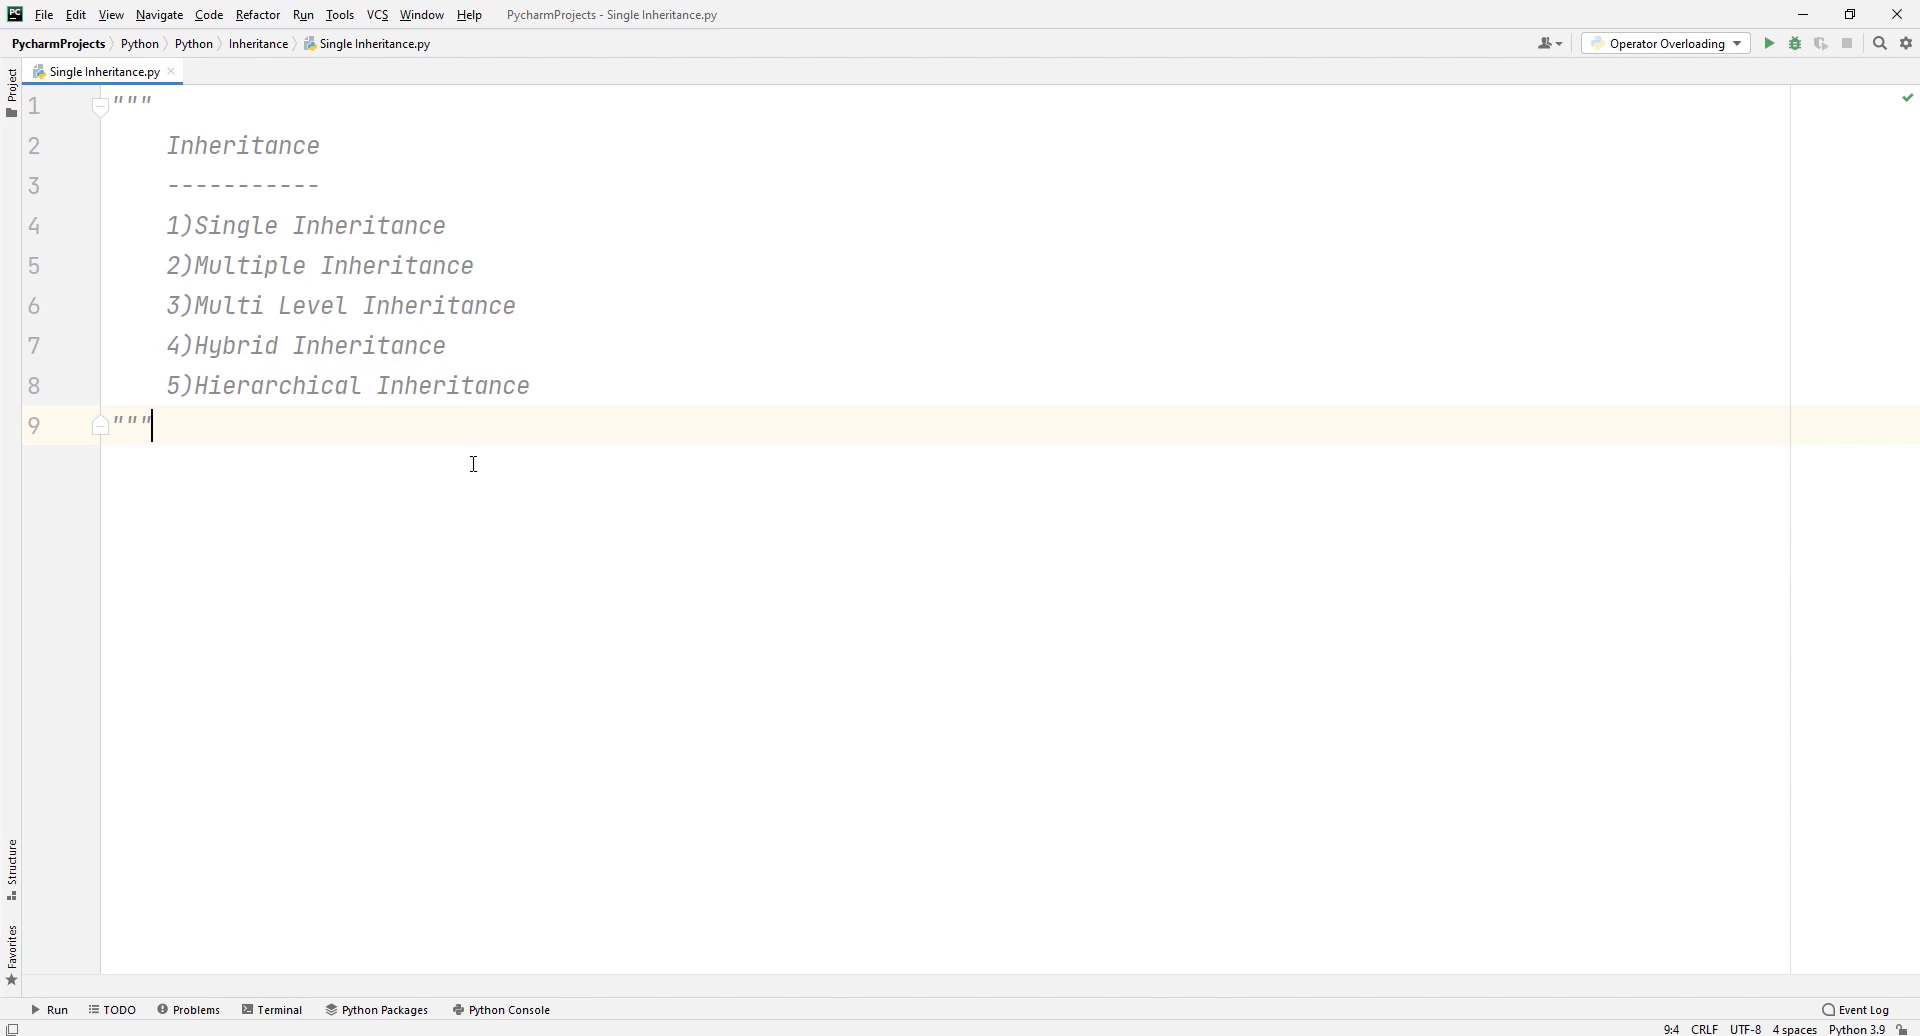 PC File Edit View Navigate Code Refactor Run Tools VCS Window Help PycharmProjects - Single Inheritance.py
PycharmProjects Python Python Inheritance Single Inheritance.py Operator Overloading
Project
Single Inheritance.py
1 """
2 Inheritance
3 -----------
4 1)Single Inheritance
5 2)Multiple Inheritance
6 3)Multi Level Inheritance
7 4)Hybrid Inheritance
8 5)Hierarchical Inheritance
9 """
Structure
Favorites
Run TODO Problems Terminal Python Packages Python Console Event Log
9:4 CRLF UTF-8 4 spaces Python 3.9